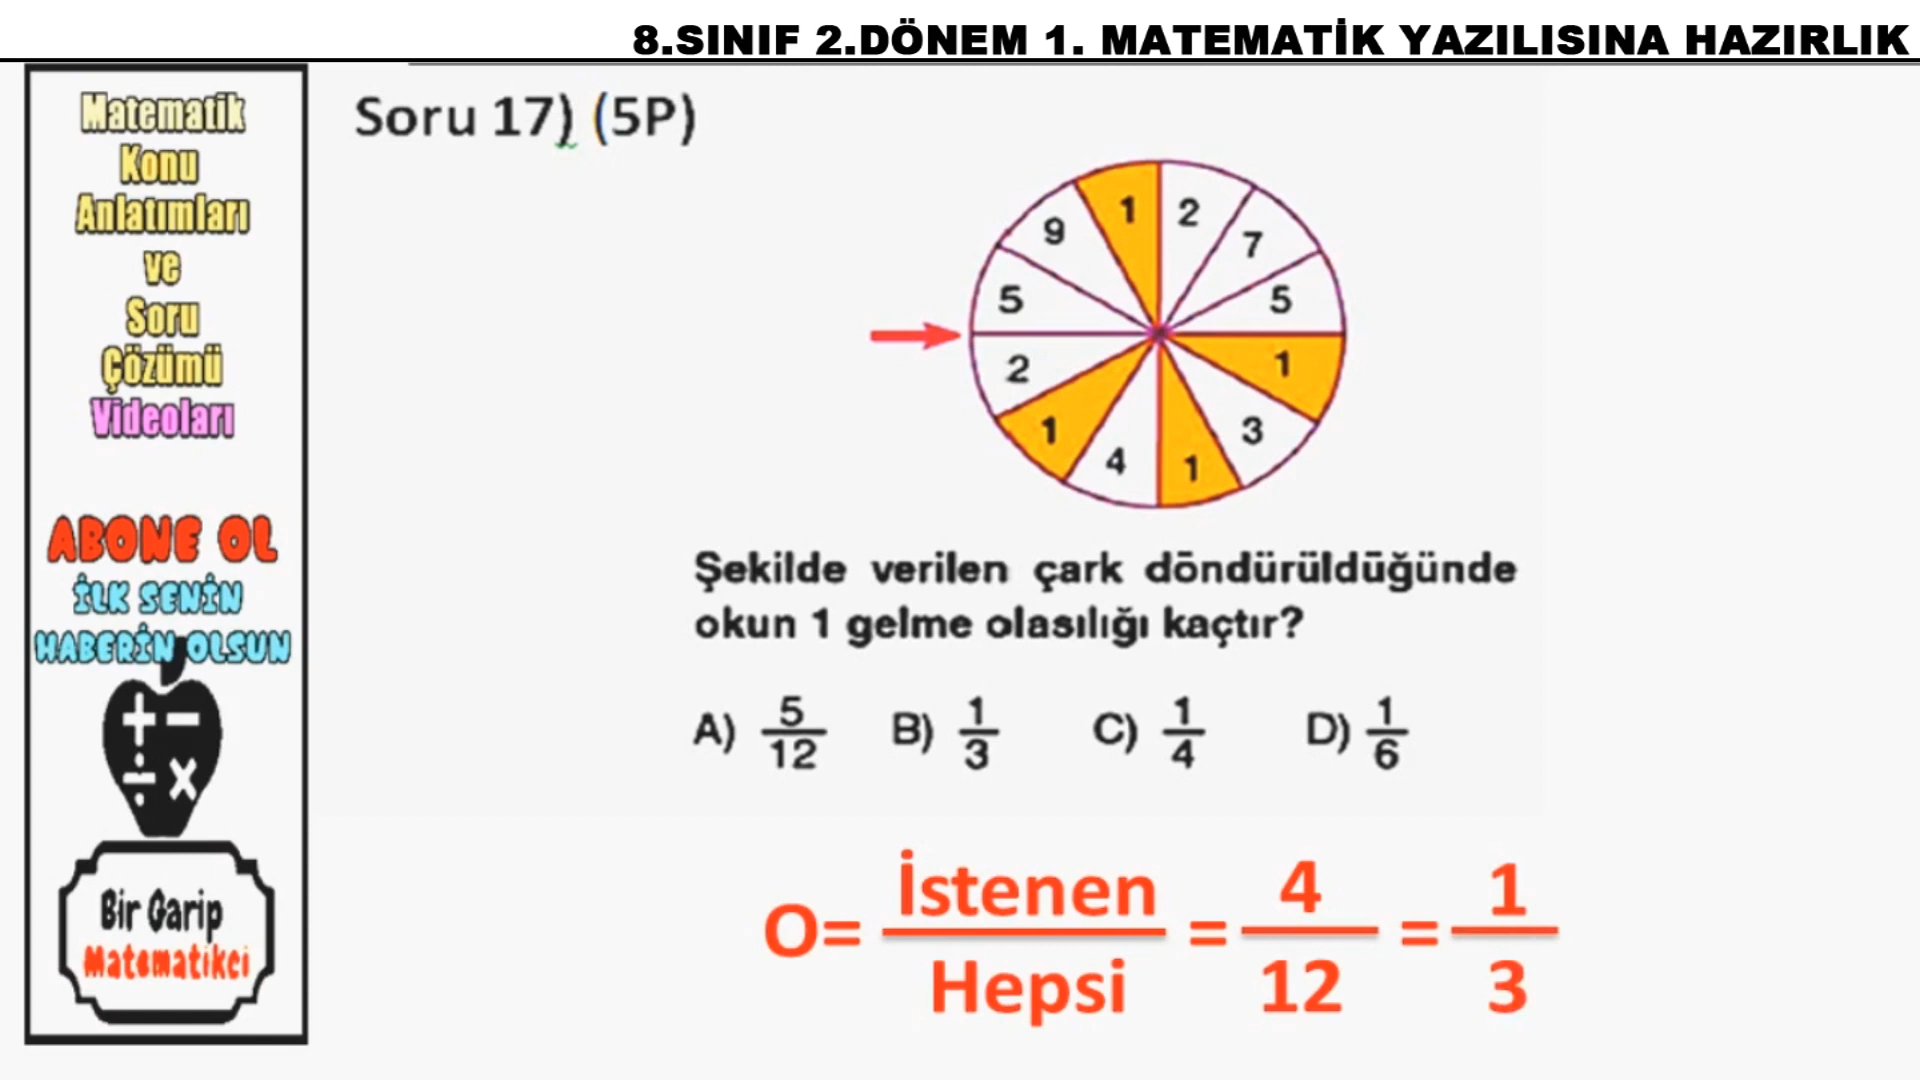 8.SINIF 2.DÖNEM 1. MATEMATİK YAZILISINA HAZIRLIK
Matematik
Konu
Anlatımları
ve
Soru
Çözümü
Videoları
ABONE OL
İLK SENİN
HABERİN OLSUN
+ −
÷ ×
Bir Garip
Matematikci
Soru 17) (5P)
1 2
9 7
5 5
2 1
1 3
4 1
Şekilde verilen çark döndürüldüğünde
okun 1 gelme olasılığı kaçtır?
A) 5/12 B) 1/3 C) 1/4 D) 1/6
O= İstenen/Hepsi = 4/12 = 1/3